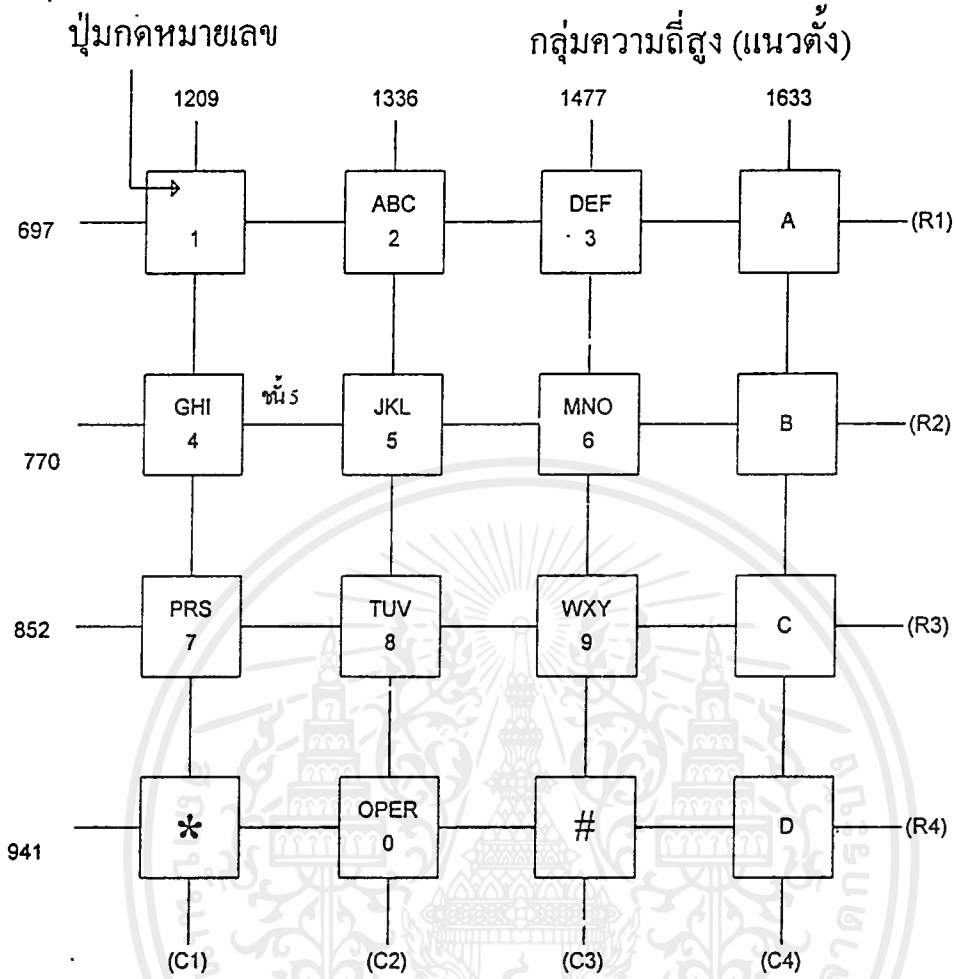 ปุ่มกดหมายเลข กลุ่มความถี่สูง (แนวตั้ง)
1209 1336 1477 1633
697 1 ABC 2 DEF 3 A (R1)
770 GHI 4 ชั้น 5 JKL 5 MNO 6 B (R2)
852 PRS 7 TUV 8 WXY 9 C (R3)
941 * OPER 0 # D (R4)
(C1) (C2) (C3) (C4)